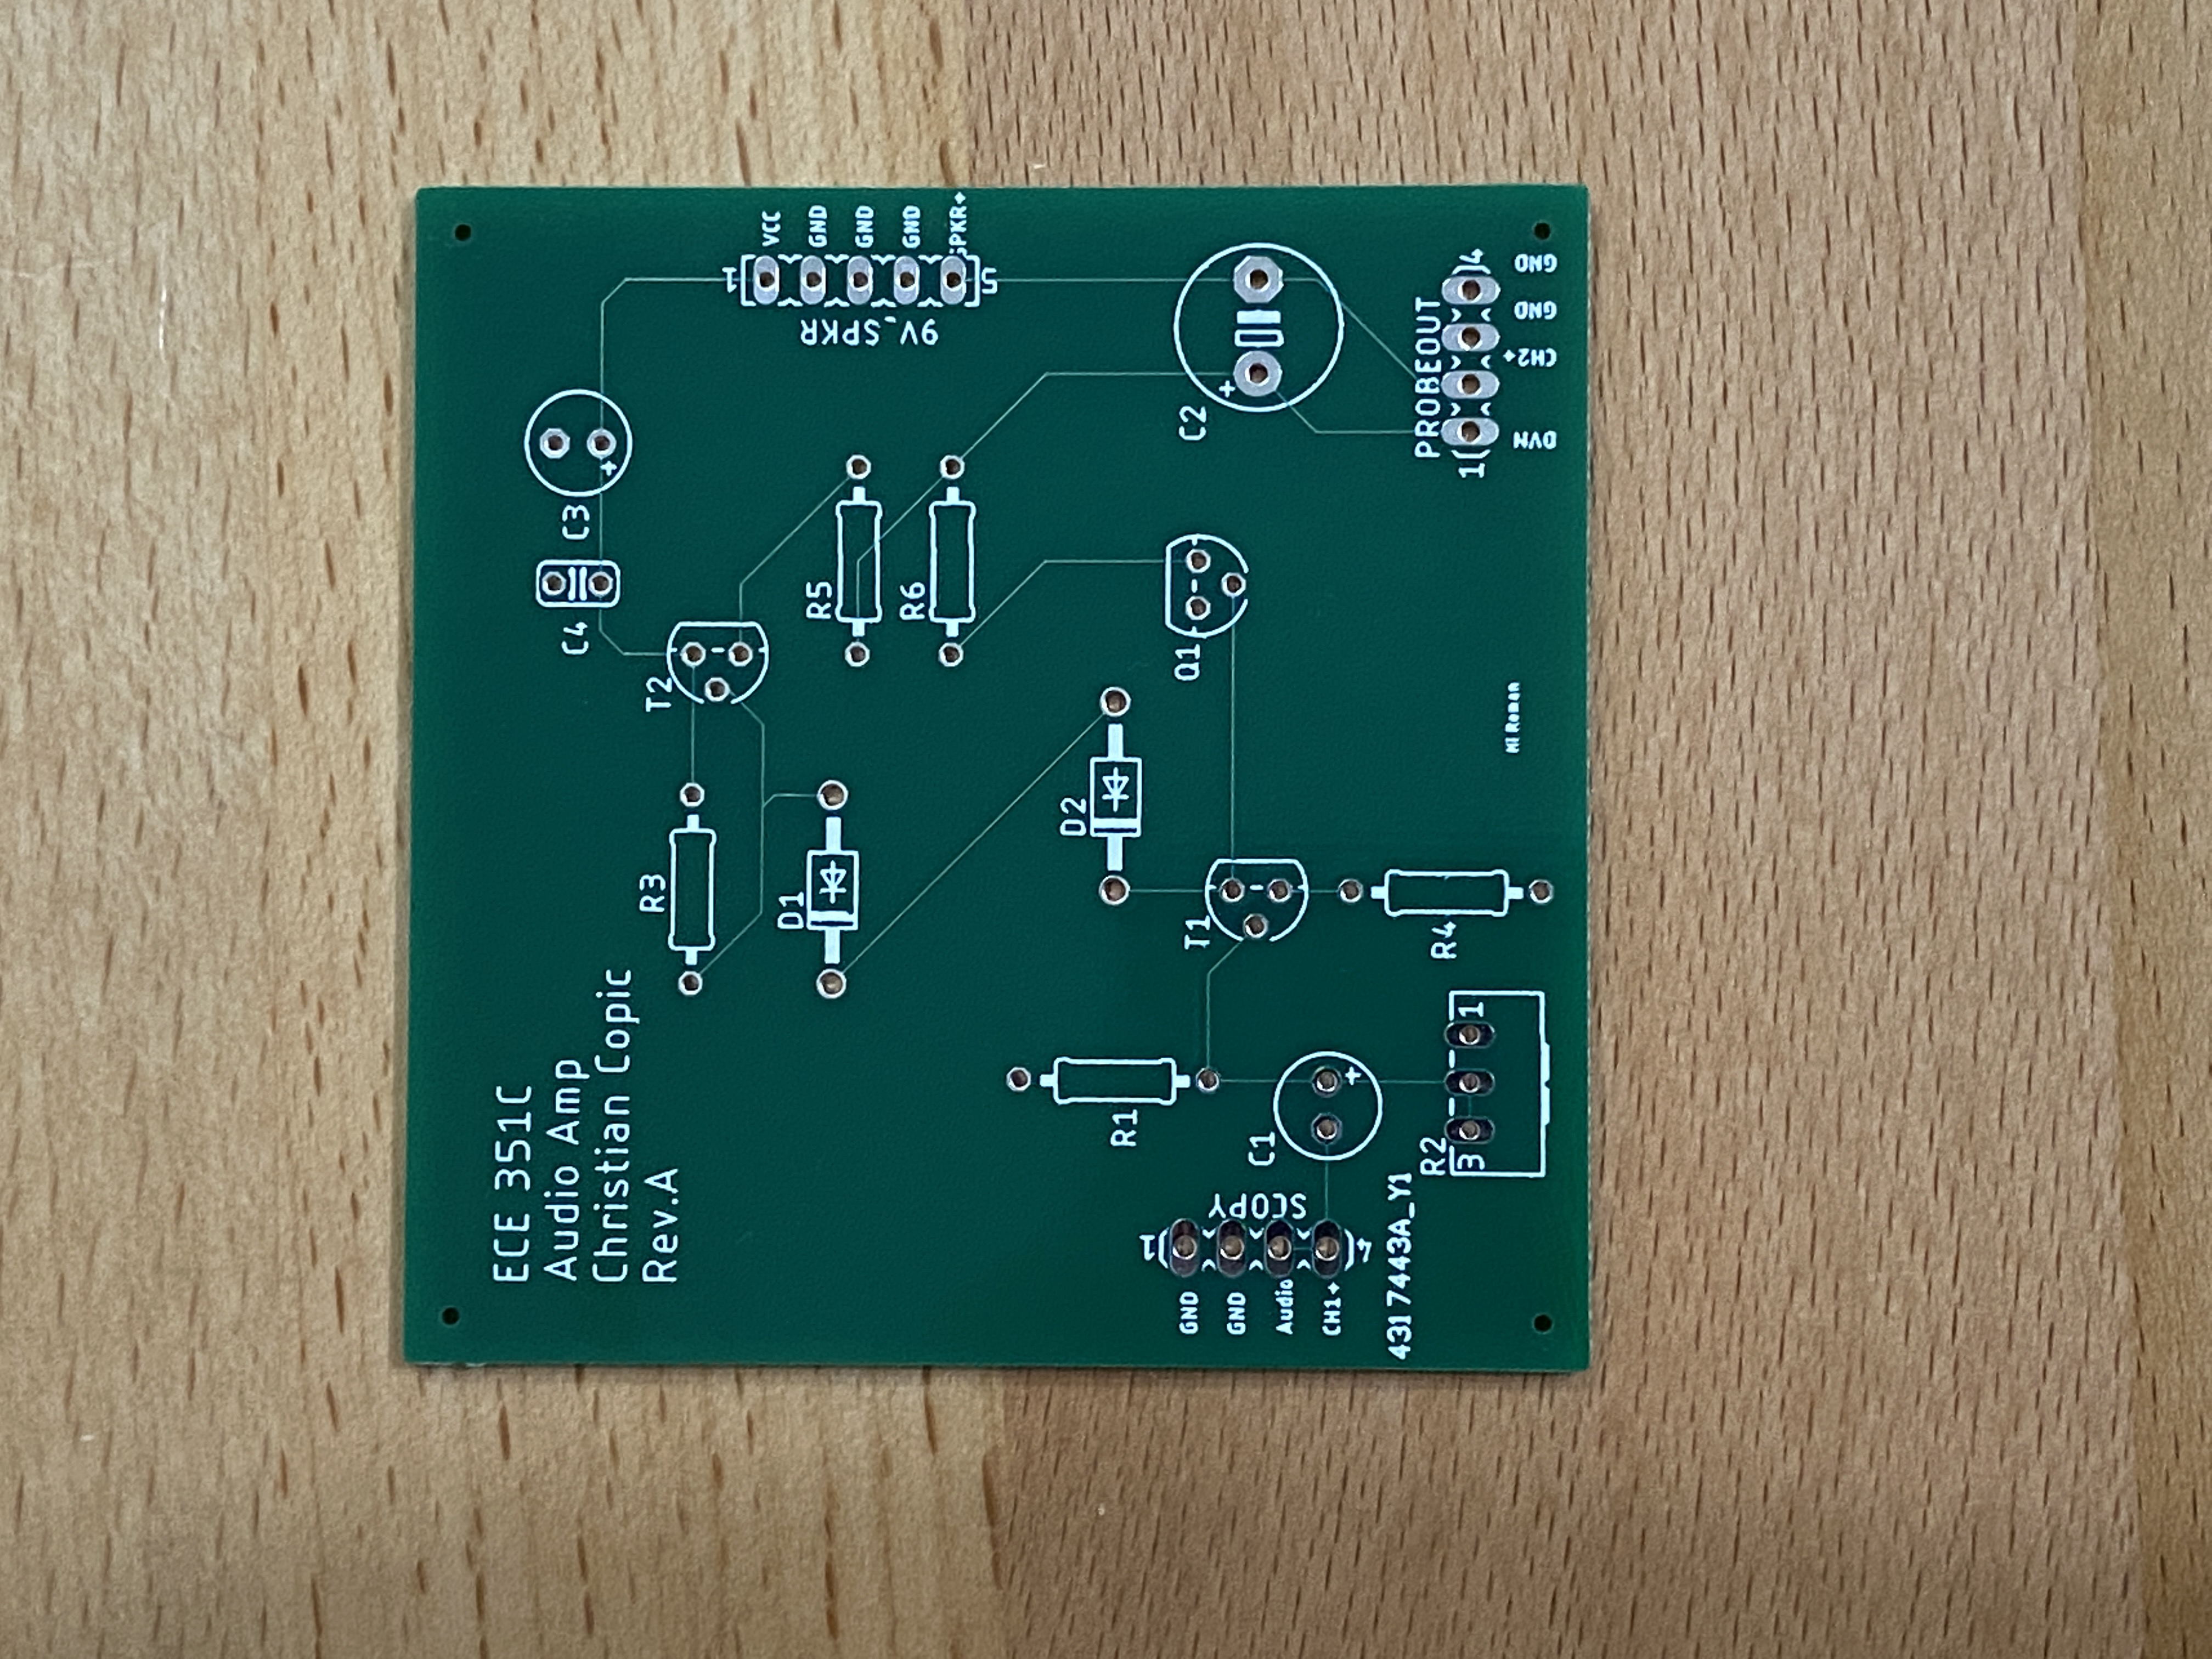 ECE 351C
Audio Amp
Christian Copic
Rev.A
C4
C3
+
R3
T2
1
VCC
D1
GND
R5
9V_SPKR
GND
R6
GND
SPKR+
5
D2
R1
1
GND
T1
Q1
C2
+
GND
SCOPY
C1
Audio
CH1+
+
4
4317443A_Y1
R2
3
1
R4
PROBEOUT
1
4
Hi Roman
DVM
CH2+
GND
GND